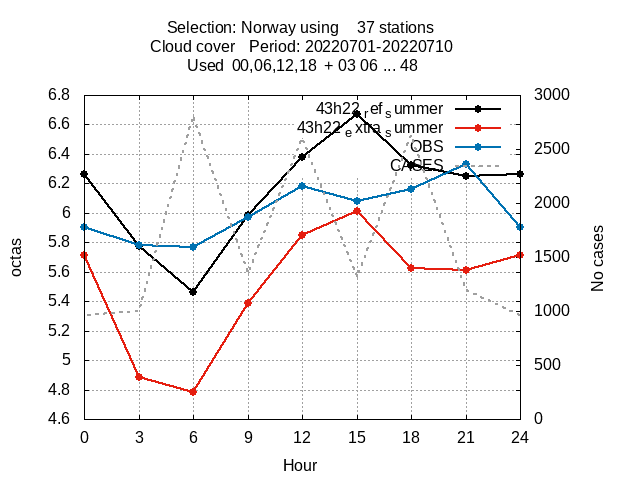 Selection: Norway using    37 stations
Cloud cover   Period: 20220701-20220710
Used  00,06,12,18  + 03 06 ... 48
43h22_ref_summer
43h22_extra_summer
OBS
CASES
6.8
6.6
6.4
6.2
6
5.8
5.6
5.4
5.2
5
4.8
4.6
octas
3000
2500
2000
1500
1000
500
0
No cases
0 3 6 9 12 15 18 21 24
Hour